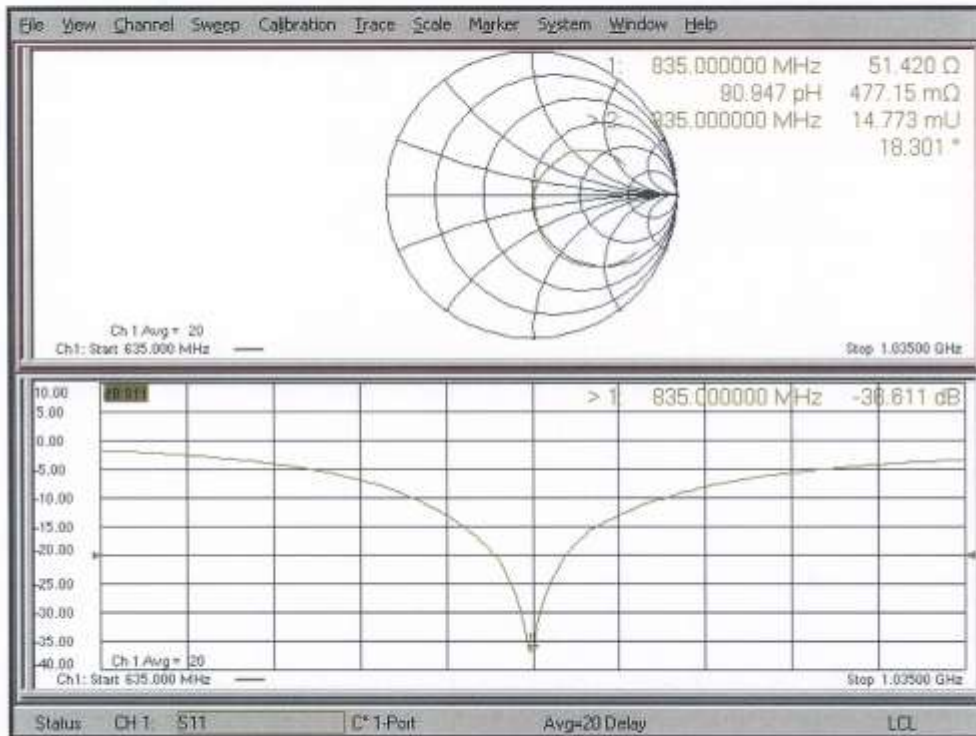 File View Channel Sweep Calibration Trace Scale Marker System Window Help
1: 835.000000 MHz 51.420 Ω
90.947 pH 477.15 mΩ
> 2: 835.000000 MHz 14.773 mU
18.301 °
Ch 1 Avg = 20
Ch1: Start 635.000 MHz
Stop 1.03500 GHz
10.00
5.00
0.00
-5.00
-10.00
-15.00
-20.00
-25.00
-30.00
-35.00
-40.00
> 1: 835.000000 MHz -36.611 dB
Ch 1 Avg = 20
Ch1: Start 635.000 MHz
Stop 1.03500 GHz
Status CH 1: S11 C* 1-Port Avg=20 Delay LCL